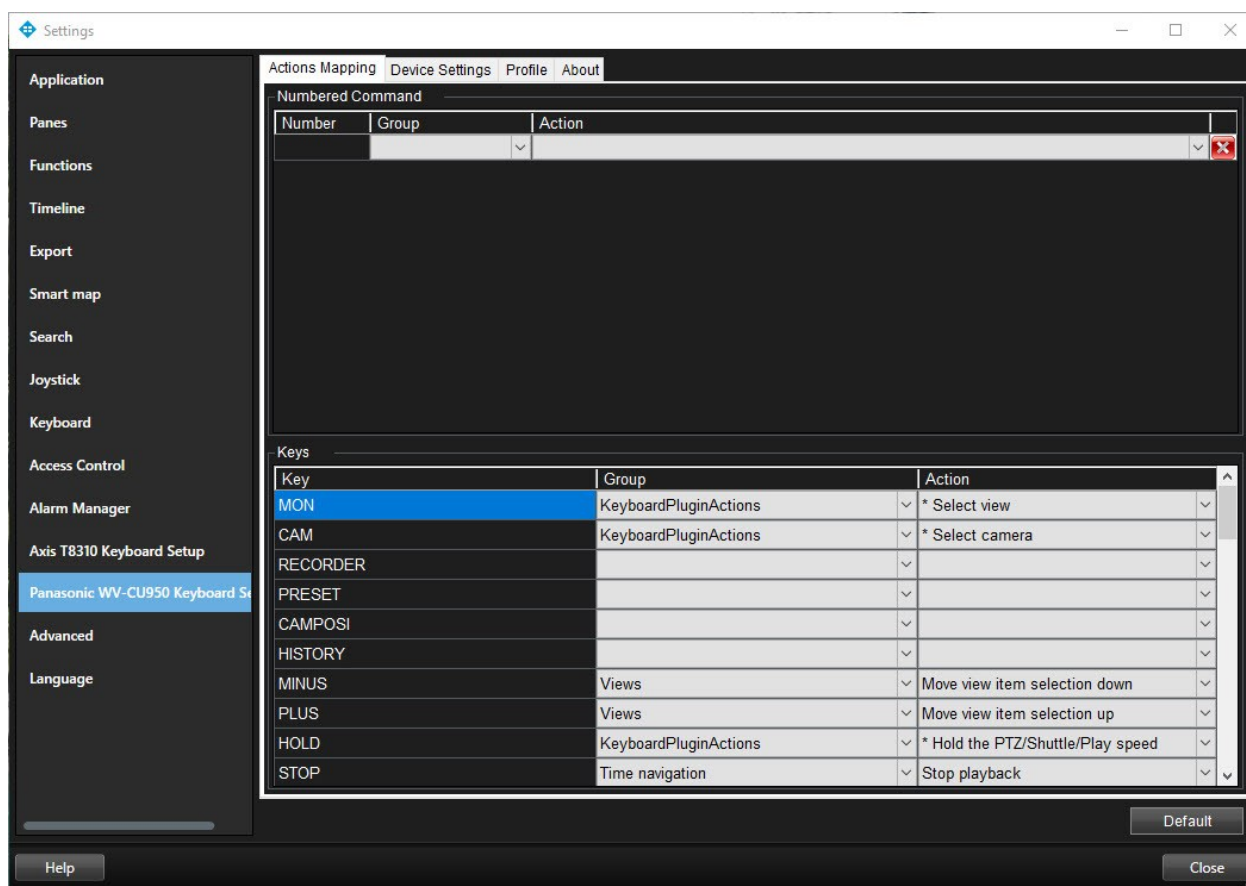 Settings
Application
Panes
Functions
Timeline
Export
Smart map
Search
Joystick
Keyboard
Access Control
Alarm Manager
Axis T8310 Keyboard Setup
Panasonic WV-CU950 Keyboard Se
Advanced
Language
Actions Mapping Device Settings Profile About
Numbered Command
Number Group Action
Keys
Key Group Action
MON KeyboardPluginActions * Select view
CAM KeyboardPluginActions * Select camera
RECORDER
PRESET
CAMPOSI
HISTORY
MINUS Views Move view item selection down
PLUS Views Move view item selection up
HOLD KeyboardPluginActions * Hold the PTZ/Shuttle/Play speed
STOP Time navigation Stop playback
Default
Help Close